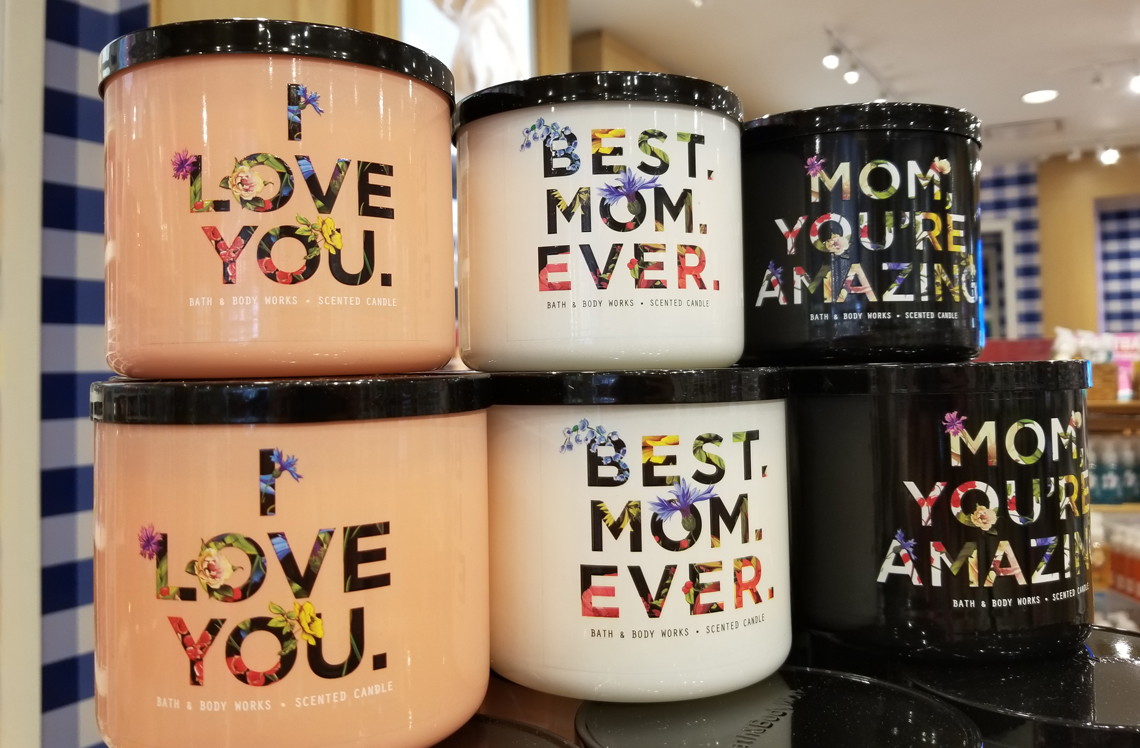 I
LOVE
YOU.
BATH & BODY WORKS • SCENTED CANDLE
BEST.
MOM.
EVER.
BATH & BODY WORKS • SCENTED CANDLE
MOM,
YOU'RE
AMAZING
BATH & BODY WORKS • SCENTED CANDLE
I
LOVE
YOU.
BATH & BODY WORKS • SCENTED CANDLE
BEST.
MOM.
EVER.
BATH & BODY WORKS • SCENTED CANDLE
MOM,
YOU'RE
AMAZIN
BATH & BODY WORKS • SCENTED CANDLE